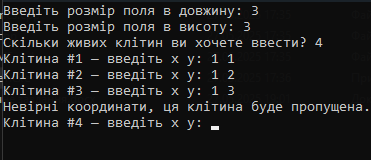 Введіть розмір поля в довжину: 3
Введіть розмір поля в висоту: 3
Скільки живих клітин ви хочете ввести? 4
Клітина #1 — введіть x y: 1 1
Клітина #2 — введіть x y: 1 2
Клітина #3 — введіть x y: 1 3
Невірні координати, ця клітина буде пропущена.
Клітина #4 — введіть x y: